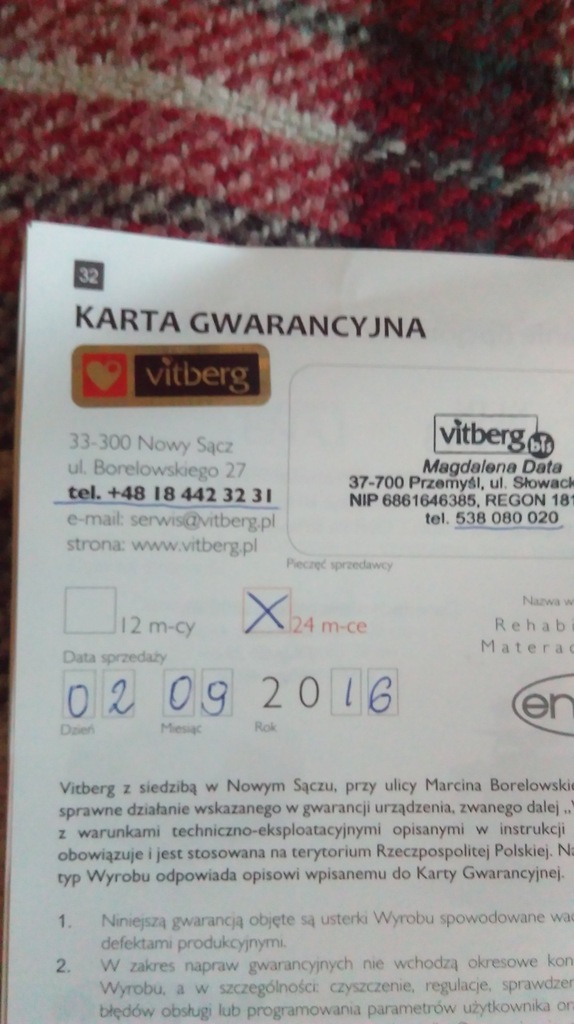 32
KARTA GWARANCYJNA
vitberg
33-300 Nowy Sącz
ul. Borelowskiego 27
tel. +48 18 442 32 31
e-mail: serwis@vitberg.pl
strona: www.vitberg.pl
vitberg bis
Magdalena Data
37-700 Przemyśl, ul. Słowack
NIP 6861646385, REGON 181
tel. 538 080 020
Pieczęć sprzedawcy
12 m-cy
X 24 m-ce
Data sprzedaży
02 09 2016
Dzień Miesiąc Rok
Nazwa w
Rehabi
Materac
en
Vitberg z siedzibą w Nowym Sączu, przy ulicy Marcina Borelowskie
sprawne działanie wskazanego w gwarancji urządzenia, zwanego dalej „
z warunkami techniczno-eksploatacyjnymi opisanymi w instrukcji
obowiązuje i jest stosowana na terytorium Rzeczpospolitej Polskiej. Na
typ Wyrobu odpowiada opisowi wpisanemu do Karty Gwarancyjnej.
1. Niniejszą gwarancją objęte są usterki Wyrobu spowodowane wad
defektami produkcyjnymi.
2. W zakres napraw gwarancyjnych nie wchodzą okresowe kon
Wyrobu, a w szczególności: czyszczenie, regulacje, sprawdzen
błędów obsługi lub programowania parametrów użytkownika or